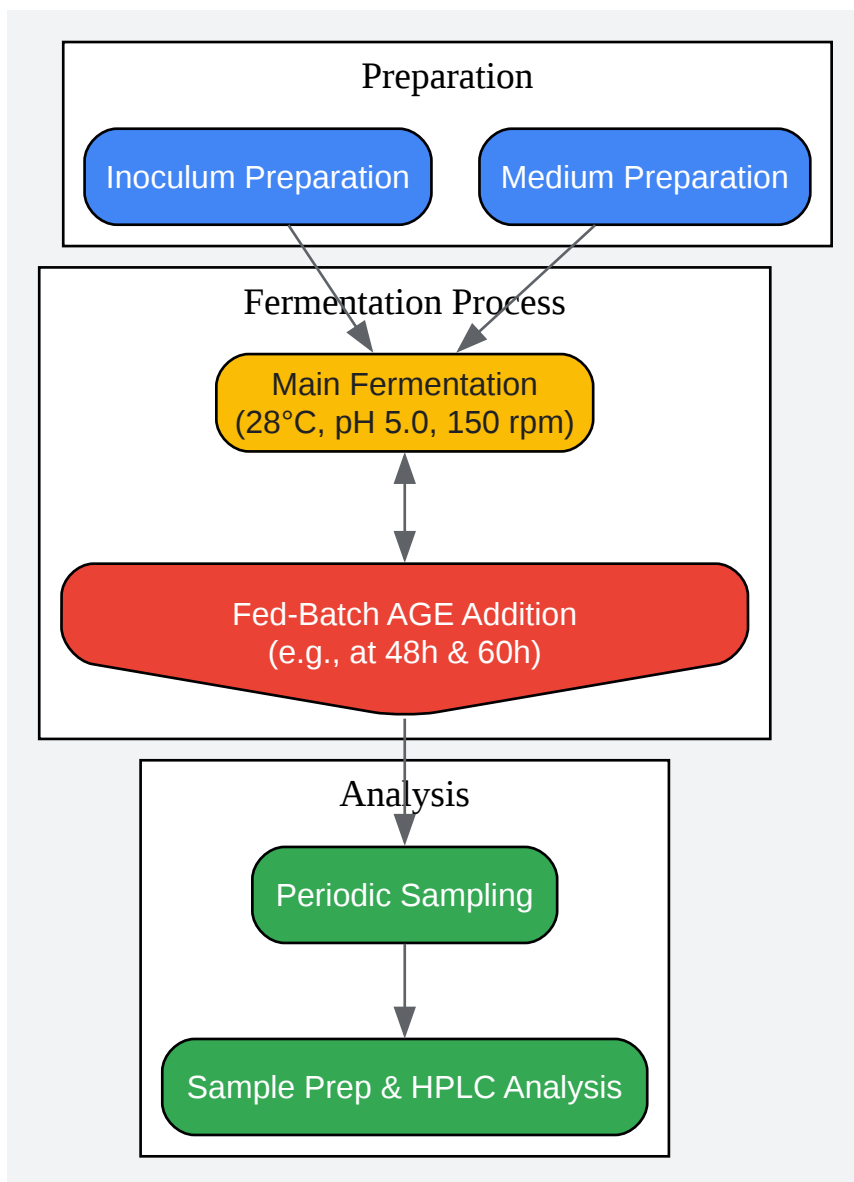 Preparation
Inoculum Preparation
Medium Preparation
Fermentation Process
Main Fermentation
(28°C, pH 5.0, 150 rpm)
Fed-Batch AGE Addition
(e.g., at 48h & 60h)
Analysis
Periodic Sampling
Sample Prep & HPLC Analysis